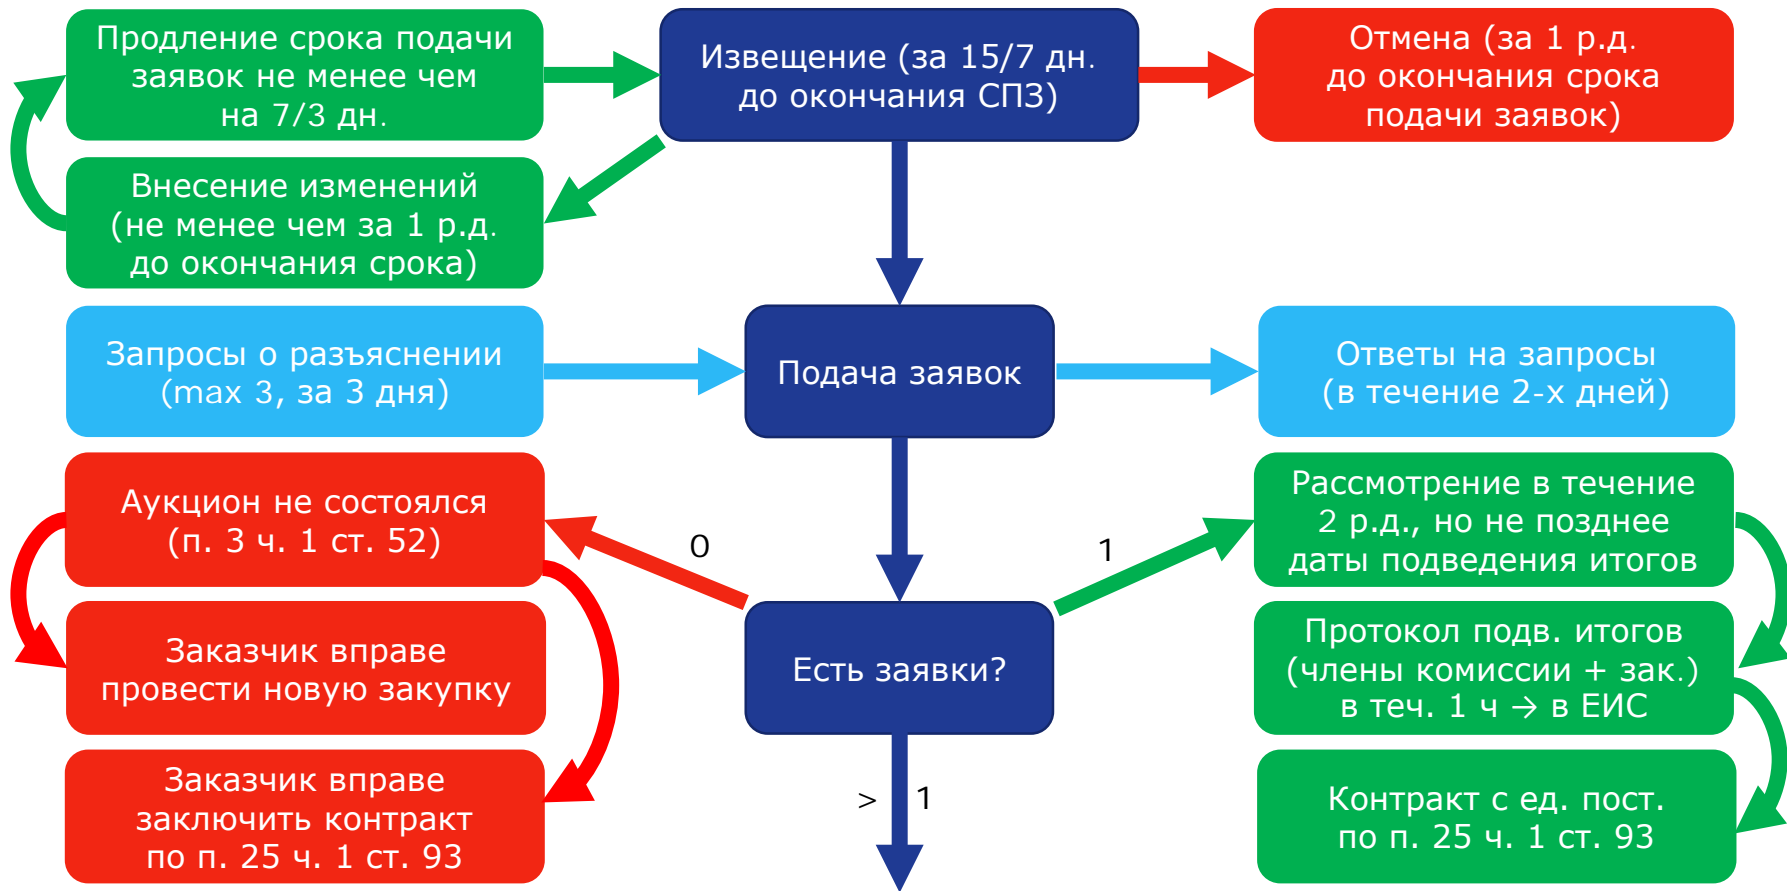 Продление срока подачи
заявок не менее чем
на 7/3 дн.
Извещение (за 15/7 дн.
до окончания СПЗ)
Отмена (за 1 р.д.
до окончания срока
подачи заявок)
Внесение изменений
(не менее чем за 1 р.д.
до окончания срока)
Запросы о разъяснении
(max 3, за 3 дня)
Подача заявок
Ответы на запросы
(в течение 2-х дней)
Аукцион не состоялся
(п. 3 ч. 1 ст. 52)
0
1
Рассмотрение в течение
2 р.д., но не позднее
даты подведения итогов
Заказчик вправе
провести новую закупку
Есть заявки?
Протокол подв. итогов
(члены комиссии + зак.)
в теч. 1 ч → в ЕИС
Заказчик вправе
заключить контракт
по п. 25 ч. 1 ст. 93
> 1
Контракт с ед. пост.
по п. 25 ч. 1 ст. 93